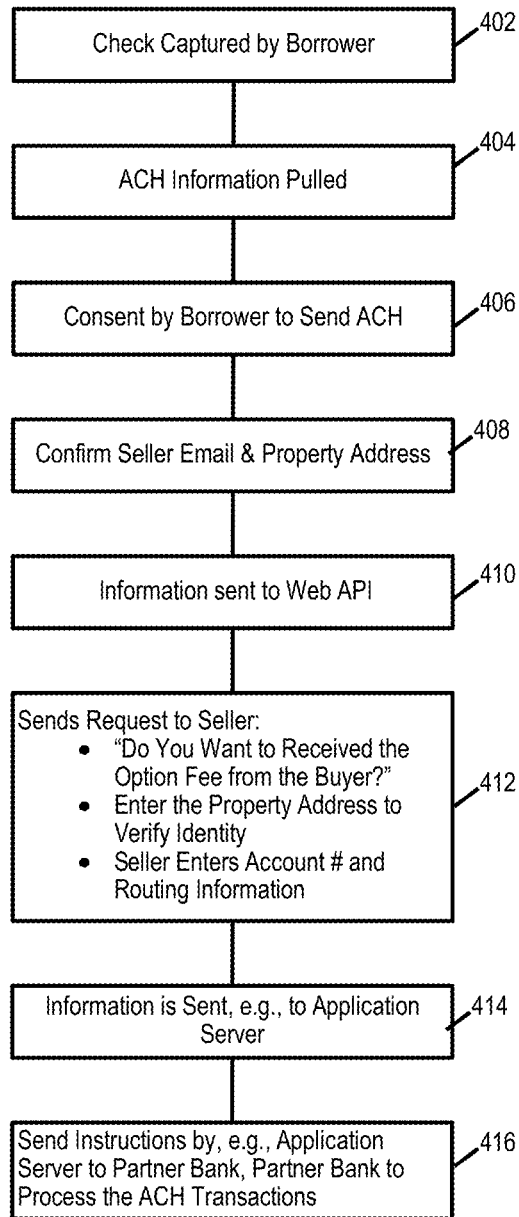 Check Captured by Borrower
402
ACH Information Pulled
404
Consent by Borrower to Send ACH
406
Confirm Seller Email & Property Address
408
Information sent to Web API
410
Sends Request to Seller:
• “Do You Want to Received the
Option Fee from the Buyer?”
• Enter the Property Address to
Verify Identity
• Seller Enters Account # and
Routing Information
412
Information is Sent, e.g., to Application
Server
414
Send Instructions by, e.g., Application
Server to Partner Bank, Partner Bank to
Process the ACH Transactions
416